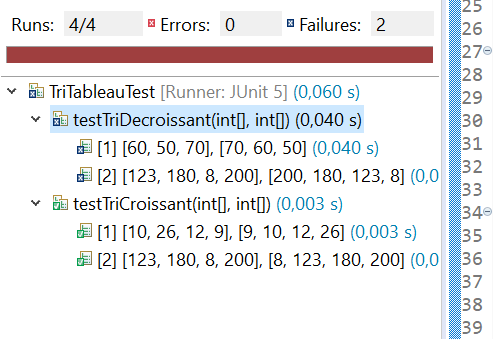 Runs: 4/4 Errors: 0 Failures: 2
TriTableauTest [Runner: JUnit 5] (0,060 s)
testTriDecroissant(int[], int[]) (0,040 s)
[1] [60, 50, 70], [70, 60, 50] (0,040 s)
[2] [123, 180, 8, 200], [200, 180, 123, 8] (0,0
testTriCroissant(int[], int[]) (0,003 s)
[1] [10, 26, 12, 9], [9, 10, 12, 26] (0,003 s)
[2] [123, 180, 8, 200], [8, 123, 180, 200] (0,0
25
26
27
28
29
30
31
32
33
34
35
36
37
38
39